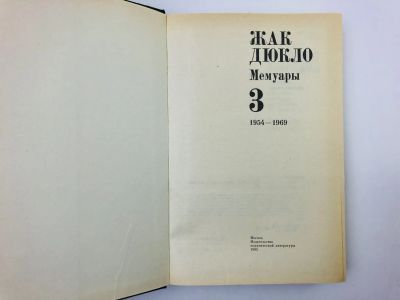 ЖАК
ДЮКЛО
Мемуары
3
1954—1969
Москва
Издательство
политической литературы